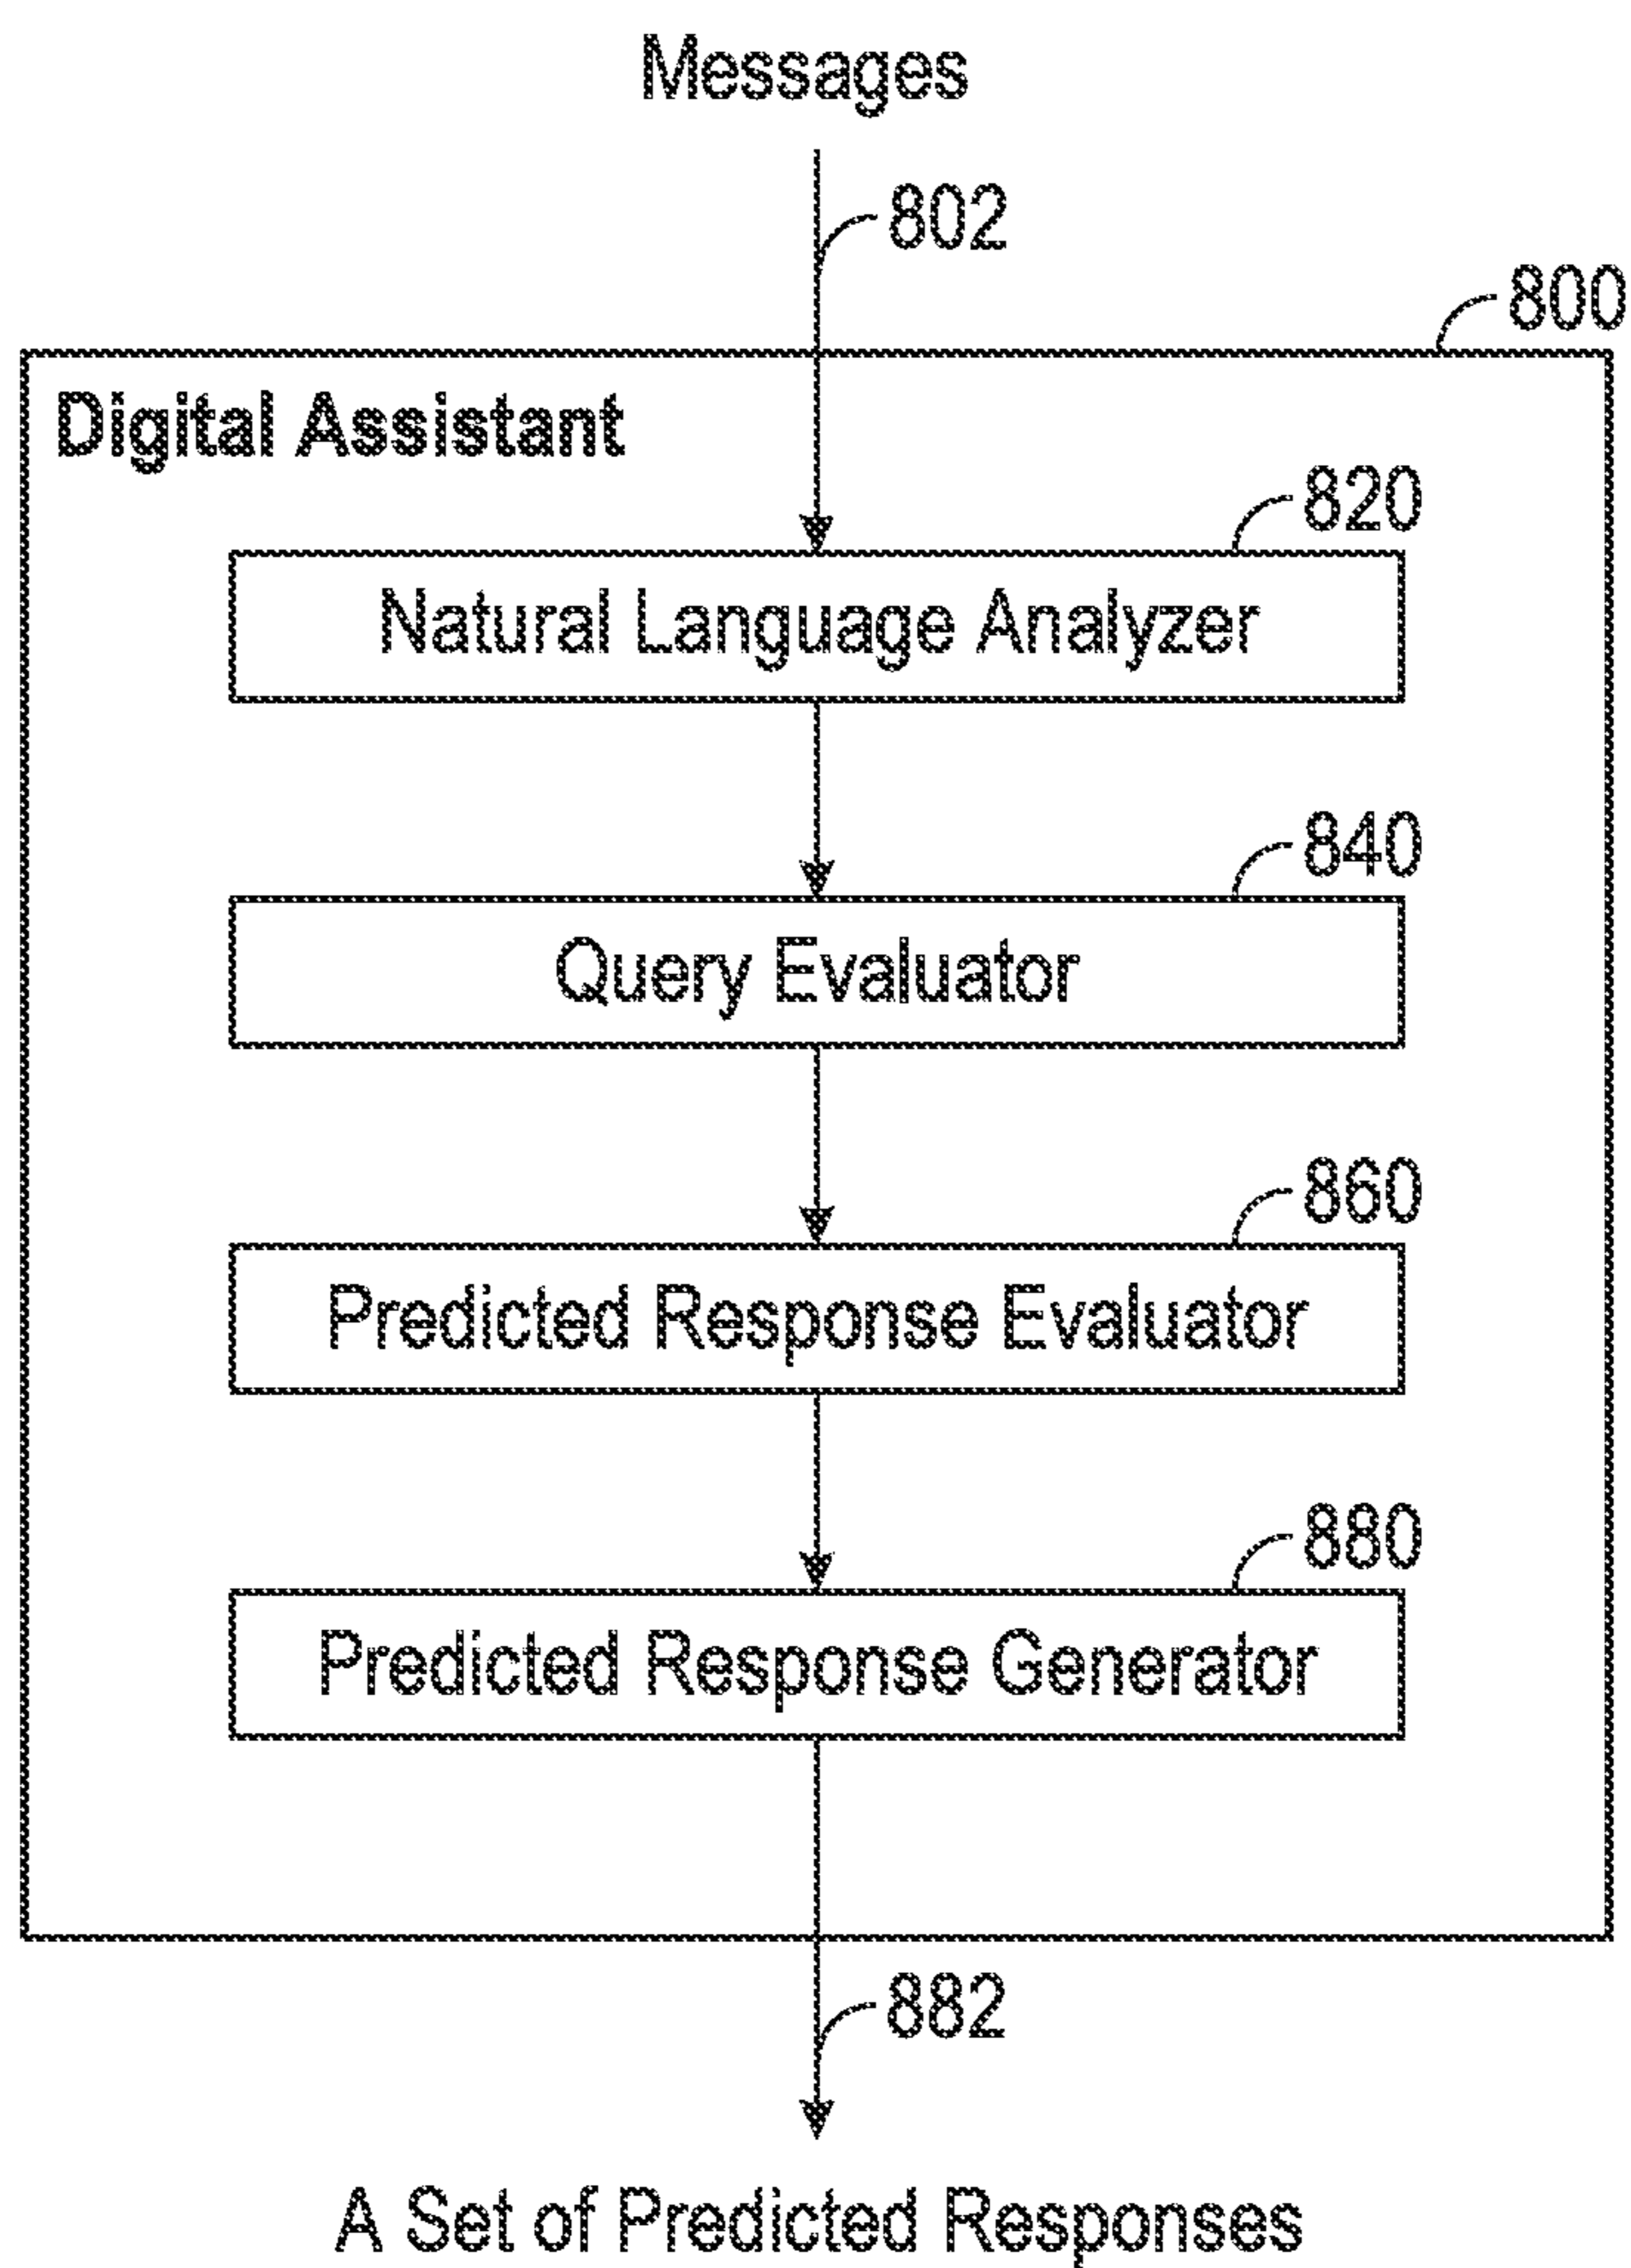 Messages
802
800
Digital Assistant
820
Natural Language Analyzer
840
Query Evaluator
860
Predicted Response Evaluator
880
Predicted Response Generator
882
A Set of Predicted Responses